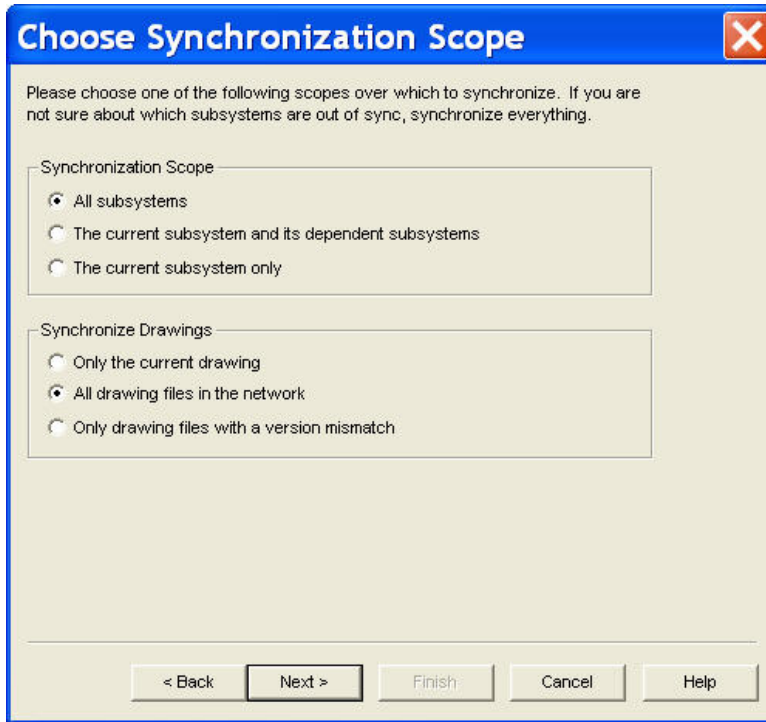 Choose Synchronization Scope
Please choose one of the following scopes over which to synchronize. If you are
not sure about which subsystems are out of sync, synchronize everything.
Synchronization Scope
All subsystems
The current subsystem and its dependent subsystems
The current subsystem only
Synchronize Drawings
Only the current drawing
All drawing files in the network
Only drawing files with a version mismatch
< Back Next > Finish Cancel Help